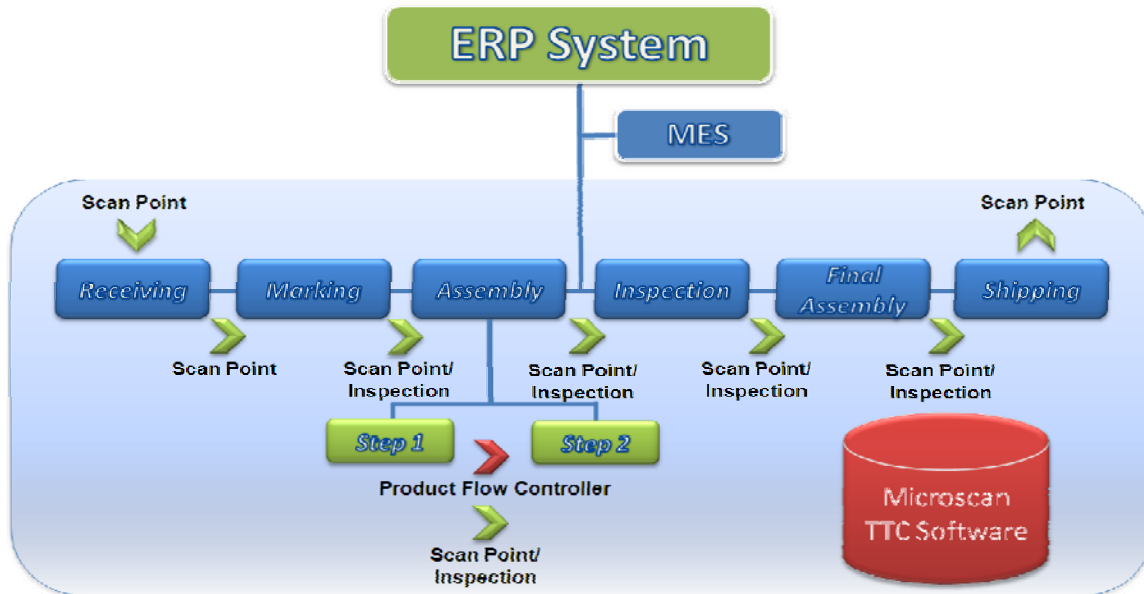 ERP System
MES
Scan Point
Scan Point
Receiving
Marking
Assembly
Inspection
Final
Assembly
Shipping
Scan Point
Scan Point/
Inspection
Scan Point/
Inspection
Scan Point/
Inspection
Scan Point/
Inspection
Step 1
Step 2
Product Flow Controller
Scan Point/
Inspection
Microscan
TTC Software